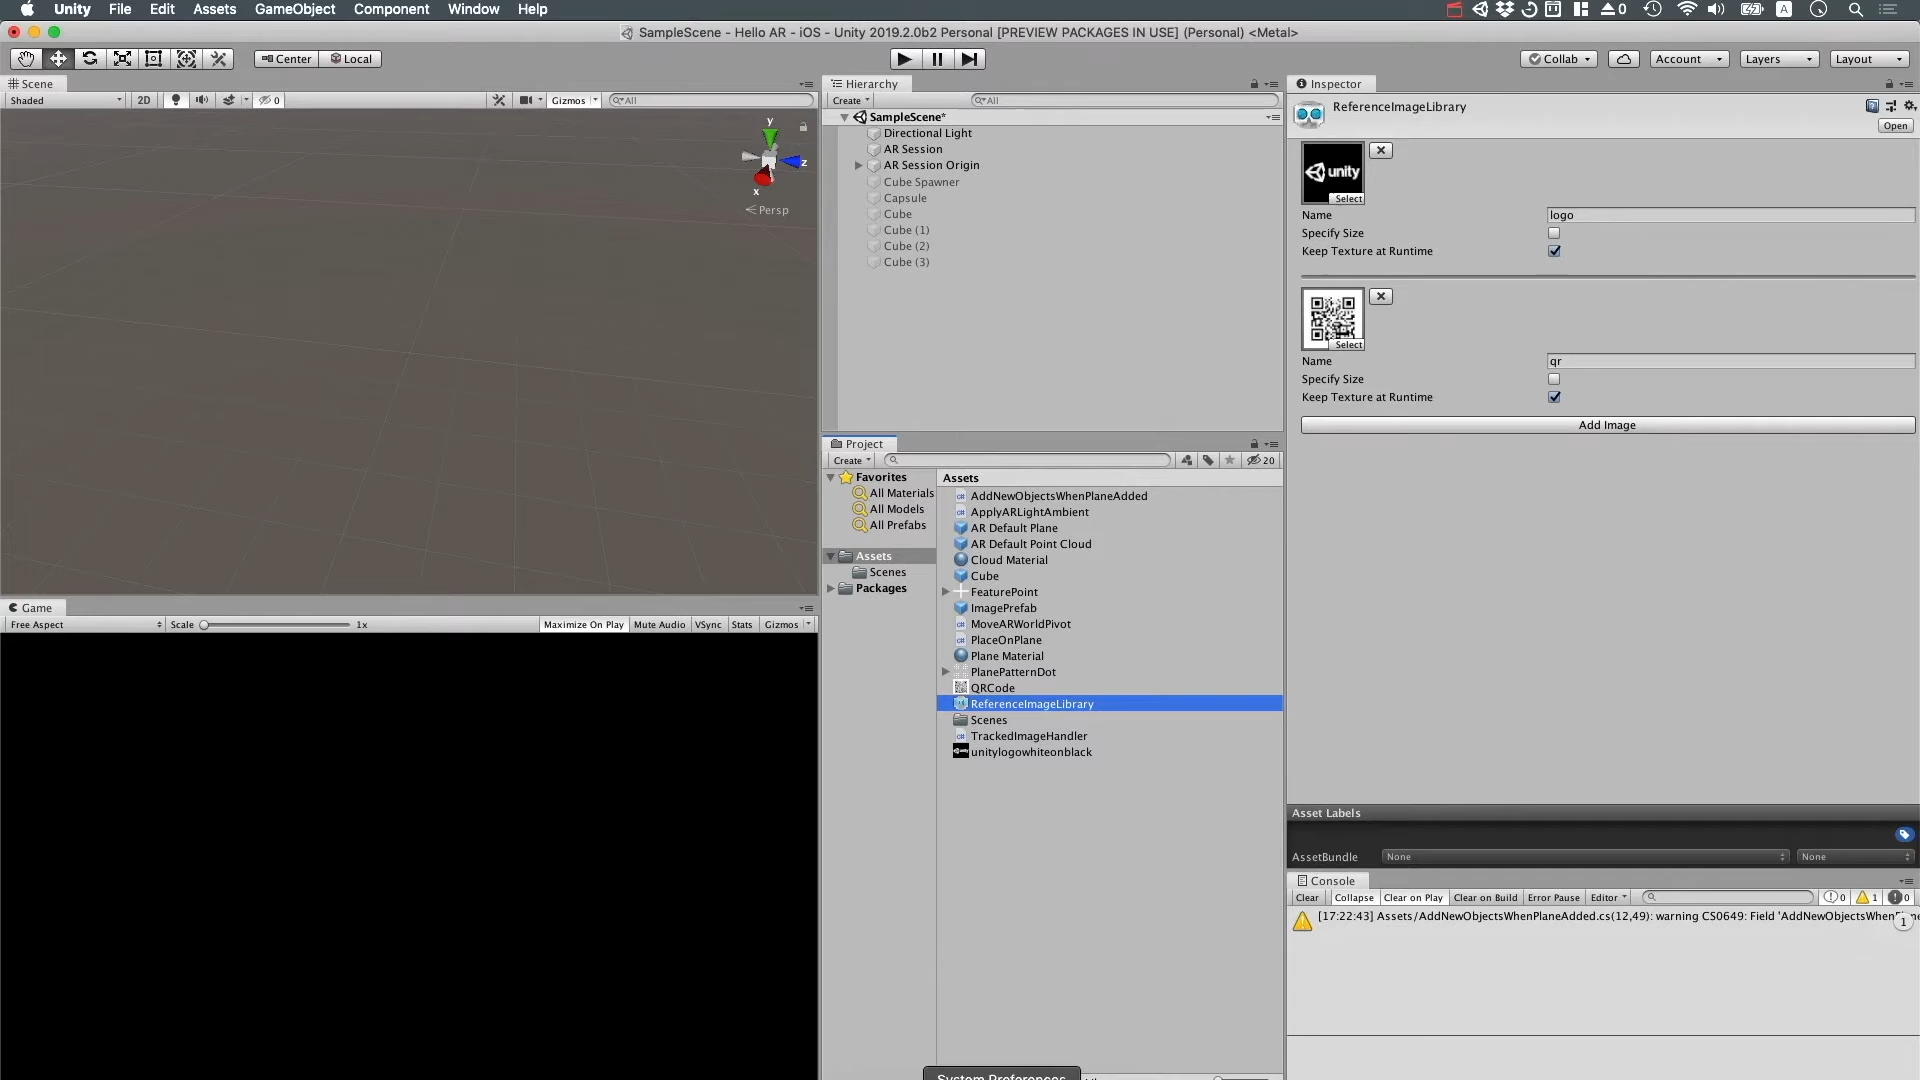 Unity File Edit Assets GameObject Component Window Help
0 A
SampleScene - Hello AR - iOS - Unity 2019.2.0b2 Personal [PREVIEW PACKAGES IN USE] (Personal) <Metal>
Center Local Collab Account Layers Layout
Scene
Shaded 2D 0 Gizmos All
y
z
x
Persp
Game
Free Aspect Scale 1x Maximize On Play Mute Audio VSync Stats Gizmos
Hierarchy
Create All
SampleScene*
Directional Light
AR Session
AR Session Origin
Cube Spawner
Capsule
Cube
Cube (1)
Cube (2)
Cube (3)
Project
Create 20
Favorites
All Materials
All Models
All Prefabs
Assets
Scenes
Packages
Assets
AddNewObjectsWhenPlaneAdded
ApplyARLightAmbient
AR Default Plane
AR Default Point Cloud
Cloud Material
Cube
FeaturePoint
ImagePrefab
MoveARWorldPivot
PlaceOnPlane
Plane Material
PlanePatternDot
QRCode
ReferenceImageLibrary
Scenes
TrackedImageHandler
unitylogowhiteonblack
System Preferences
Inspector
ReferenceImageLibrary
Open
unity
Select
Name logo
Specify Size
Keep Texture at Runtime
Select
Name qr
Specify Size
Keep Texture at Runtime
Add Image
Asset Labels
AssetBundle None None
Console
Clear Collapse Clear on Play Clear on Build Error Pause Editor 0 1 0
[17:22:43] Assets/AddNewObjectsWhenPlaneAdded.cs(12,49): warning CS0649: Field 'AddNewObjectsWhenP
1